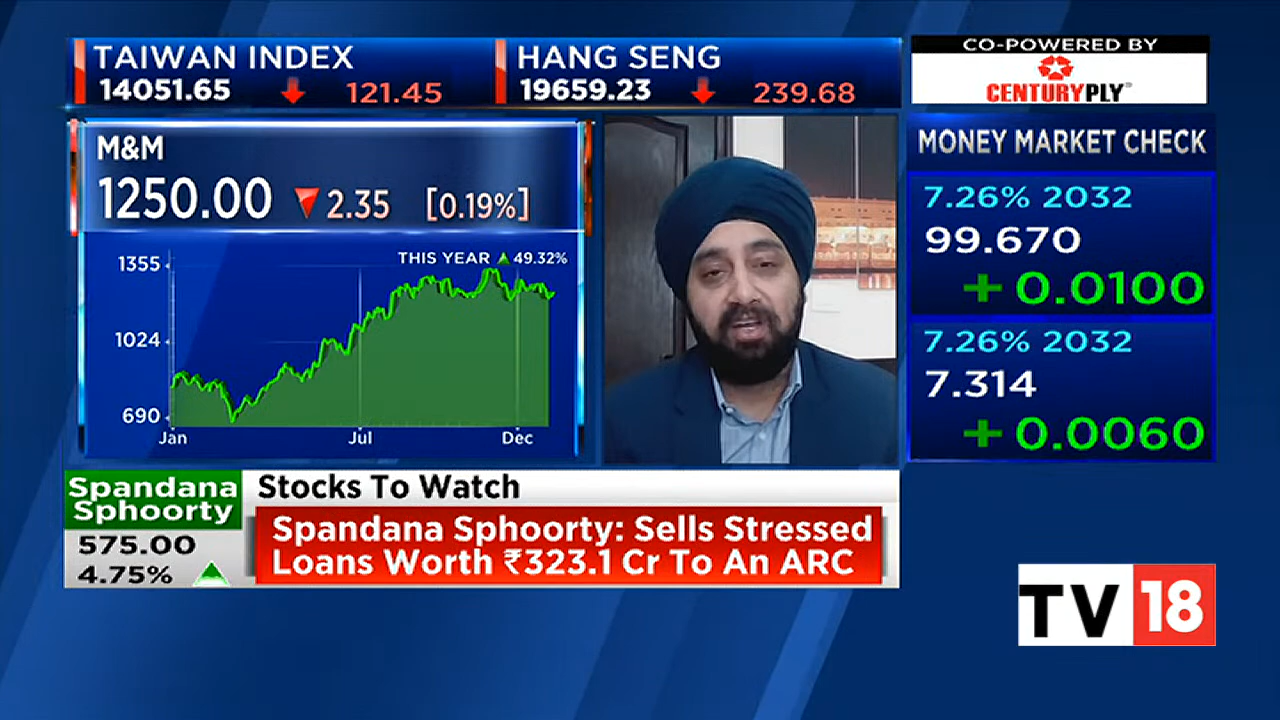 TAIWAN INDEX
14051.65 121.45
HANG SENG
19659.23 239.68
CO-POWERED BY
CENTURYPLY
M&M
1250.00 2.35 [0.19%]
THIS YEAR 49.32%
1355
1024
690
Jan Jul Dec
MONEY MARKET CHECK
7.26% 2032
99.670
+ 0.0100
7.26% 2032
7.314
+ 0.0060
Spandana
Sphoorty
575.00
4.75%
Stocks To Watch
Spandana Sphoorty: Sells Stressed
Loans Worth ₹323.1 Cr To An ARC
TV 18